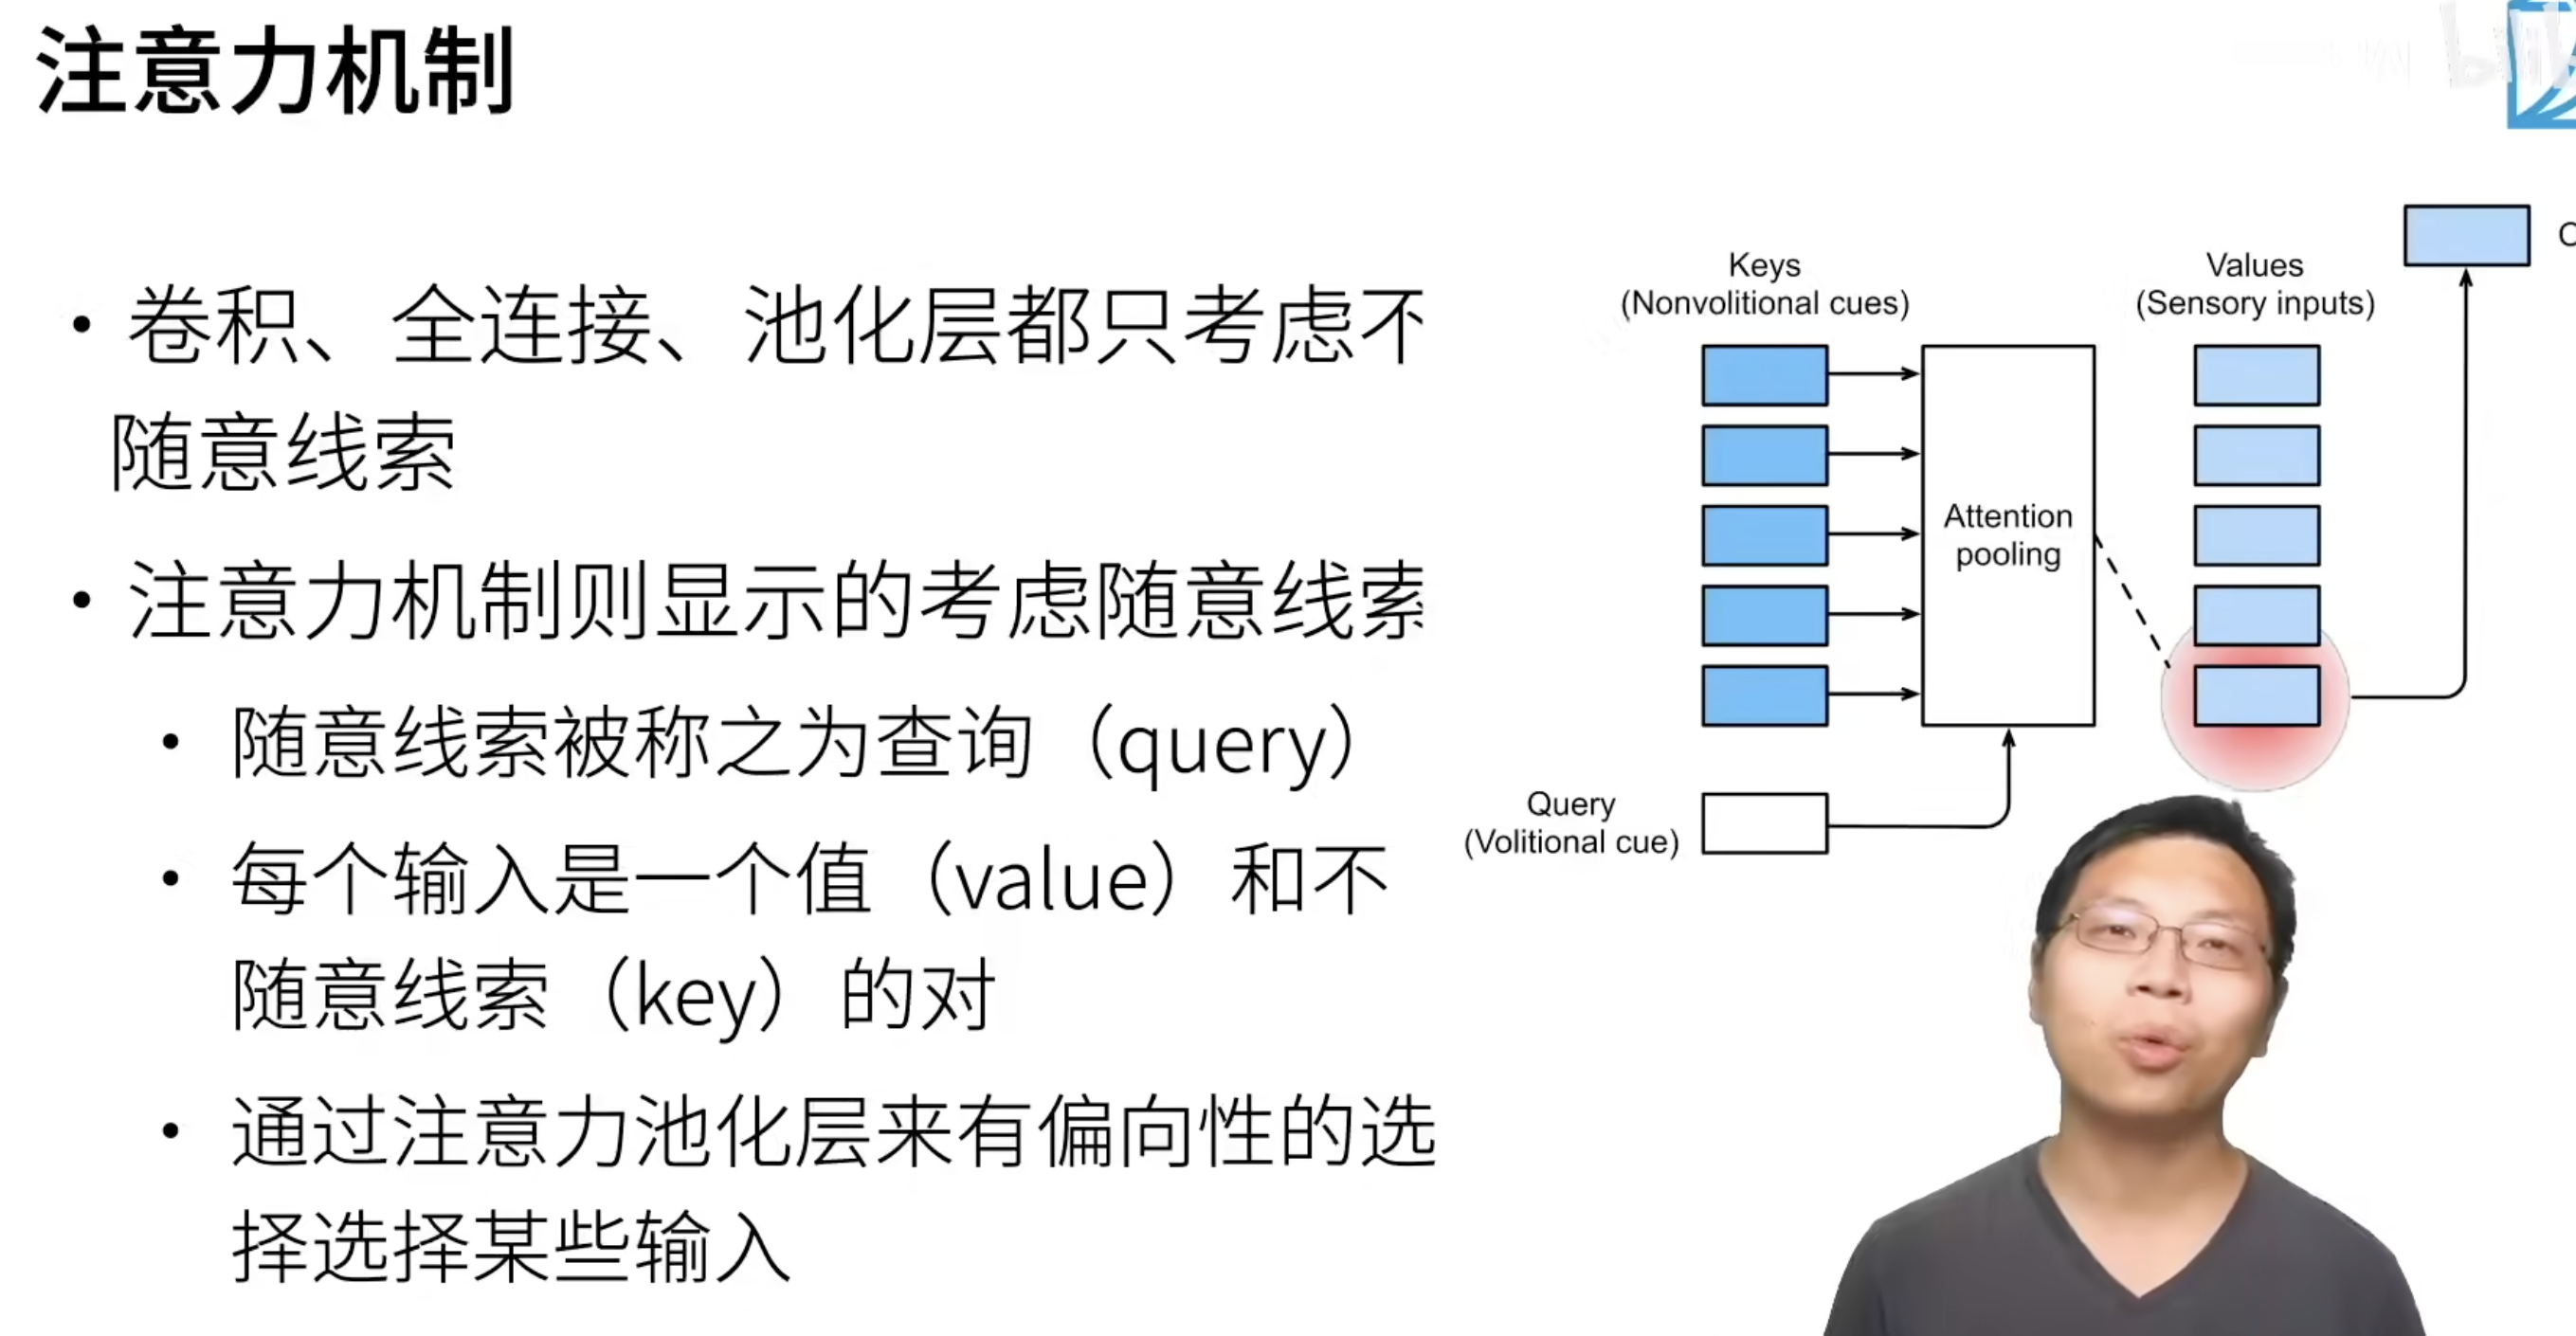 注意力机制
• 卷积、全连接、池化层都只考虑不
随意线索
• 注意力机制则显示的考虑随意线索
• 随意线索被称之为查询（query）
• 每个输入是一个值（value）和不
随意线索（key）的对
• 通过注意力池化层来有偏向性的选
择选择某些输入
Keys
(Nonvolitional cues)
Values
(Sensory inputs)
Attention
pooling
Query
(Volitional cue)